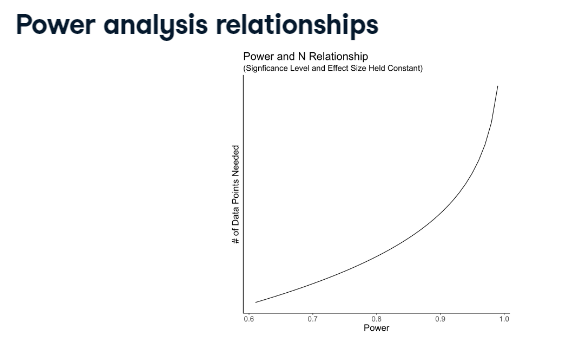 Power analysis relationships
Power and N Relationship
(Signficance Level and Effect Size Held Constant)
# of Data Points Needed
0.6 0.7 0.8 0.9 1.0
Power